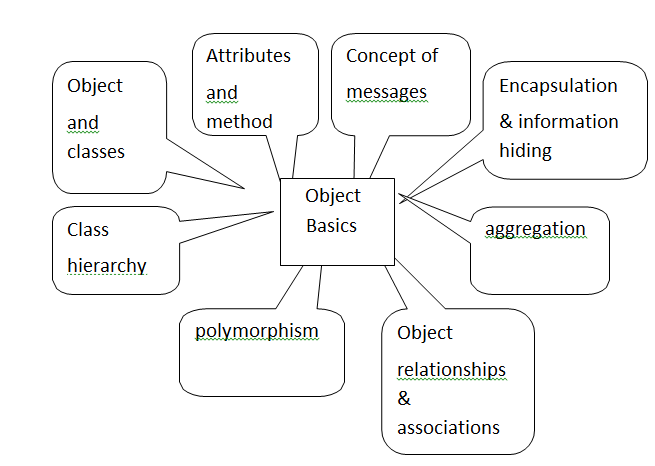 Object
and
classes
Attributes
and
method
Concept of
messages
Encapsulation
& information
hiding
Object
Basics
Class
hierarchy
aggregation
polymorphism
Object
relationships
&
associations